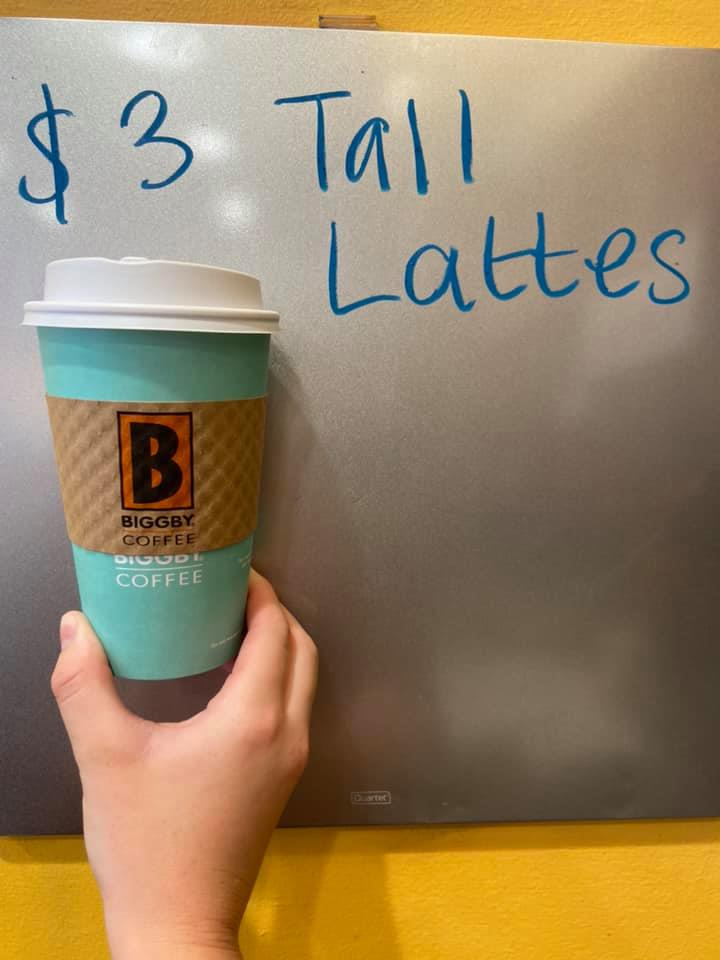 $3 Tall
Lattes
B
BIGGBY
COFFEE
BIGGBY
COFFEE
Quartet